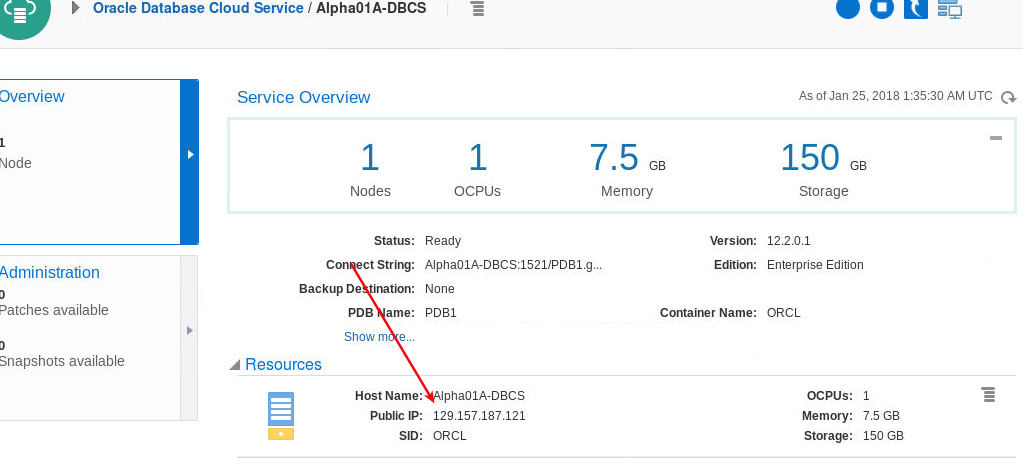 Oracle Database Cloud Service / Alpha01A-DBCS
Overview
1
Node
Administration
0
Patches available
0
Snapshots available
Service Overview
As of Jan 25, 2018 1:35:30 AM UTC
1 Nodes
1 OCPUs
7.5 GB Memory
150 GB Storage
Status: Ready
Version: 12.2.0.1
Connect String: Alpha01A-DBCS:1521/PDB1.g...
Edition: Enterprise Edition
Backup Destination: None
PDB Name: PDB1
Container Name: ORCL
Show more...
Resources
Host Name: Alpha01A-DBCS
OCPUs: 1
Public IP: 129.157.187.121
Memory: 7.5 GB
SID: ORCL
Storage: 150 GB